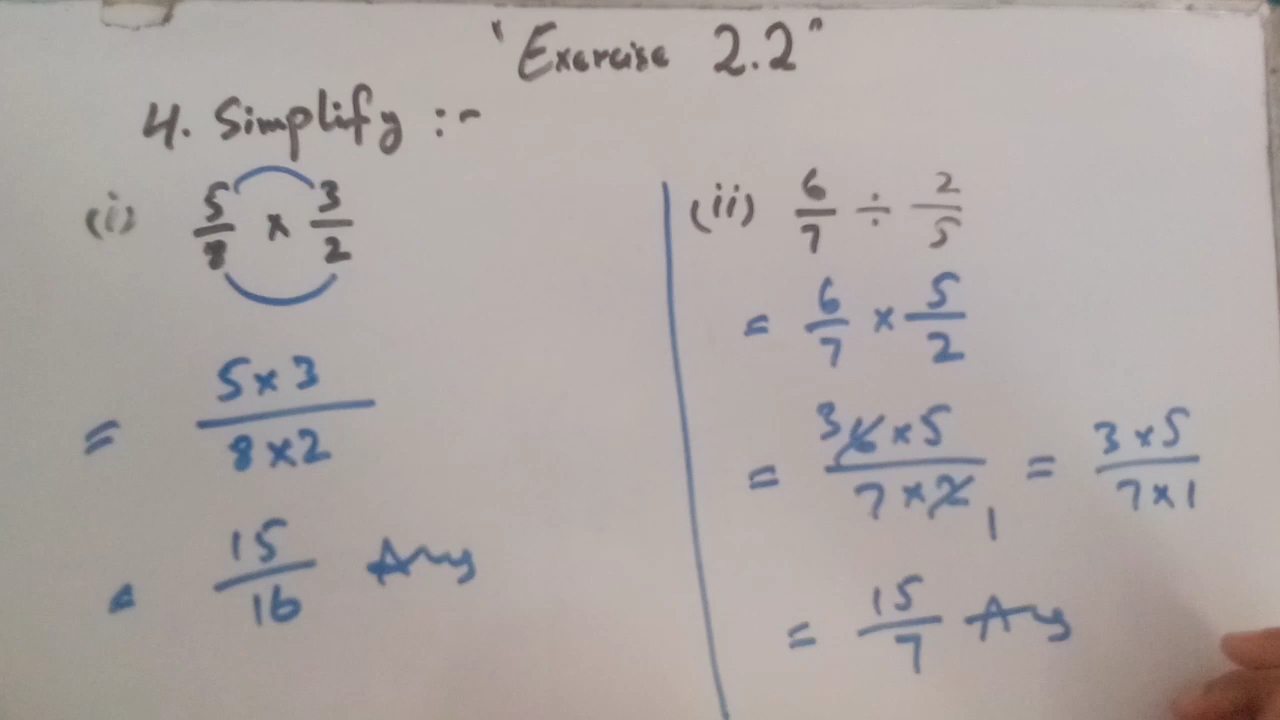 "Exercise 2.2"
4. Simplify :-
(i) 5/8 × 3/2
= 5×3/8×2
= 15/16 Ans
(ii) 6/7 ÷ 2/5
= 6/7 × 5/2
= 3 6×5/7×2 1 = 3×5/7×1
= 15/7 Ans